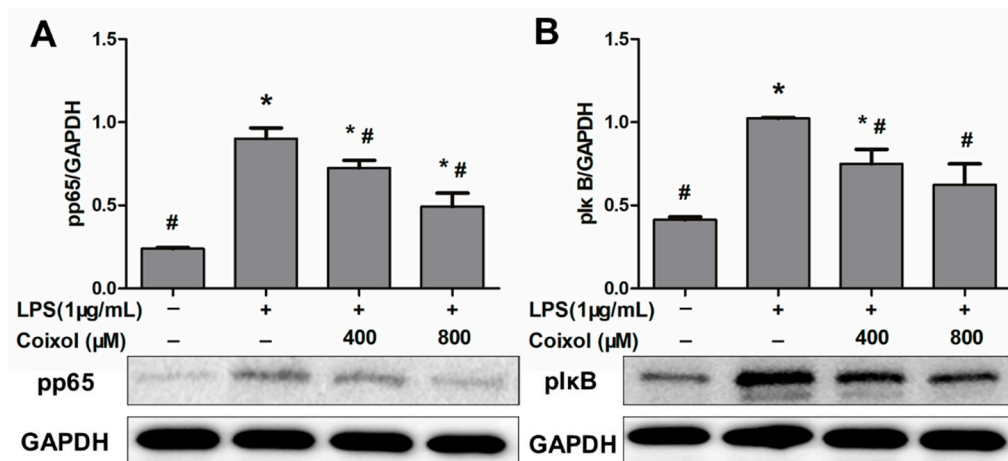 A
1.5
1.0
0.5
0.0
pp65/GAPDH
#
*
* #
* #
LPS(1μg/mL) – + + +
Coixol (μM) – – 400 800
pp65
GAPDH
B
1.5
1.0
0.5
0.0
pIκ B/GAPDH
#
*
* #
#
LPS(1μg/mL) – + + +
Coixol (μM) – – 400 800
pIκB
GAPDH